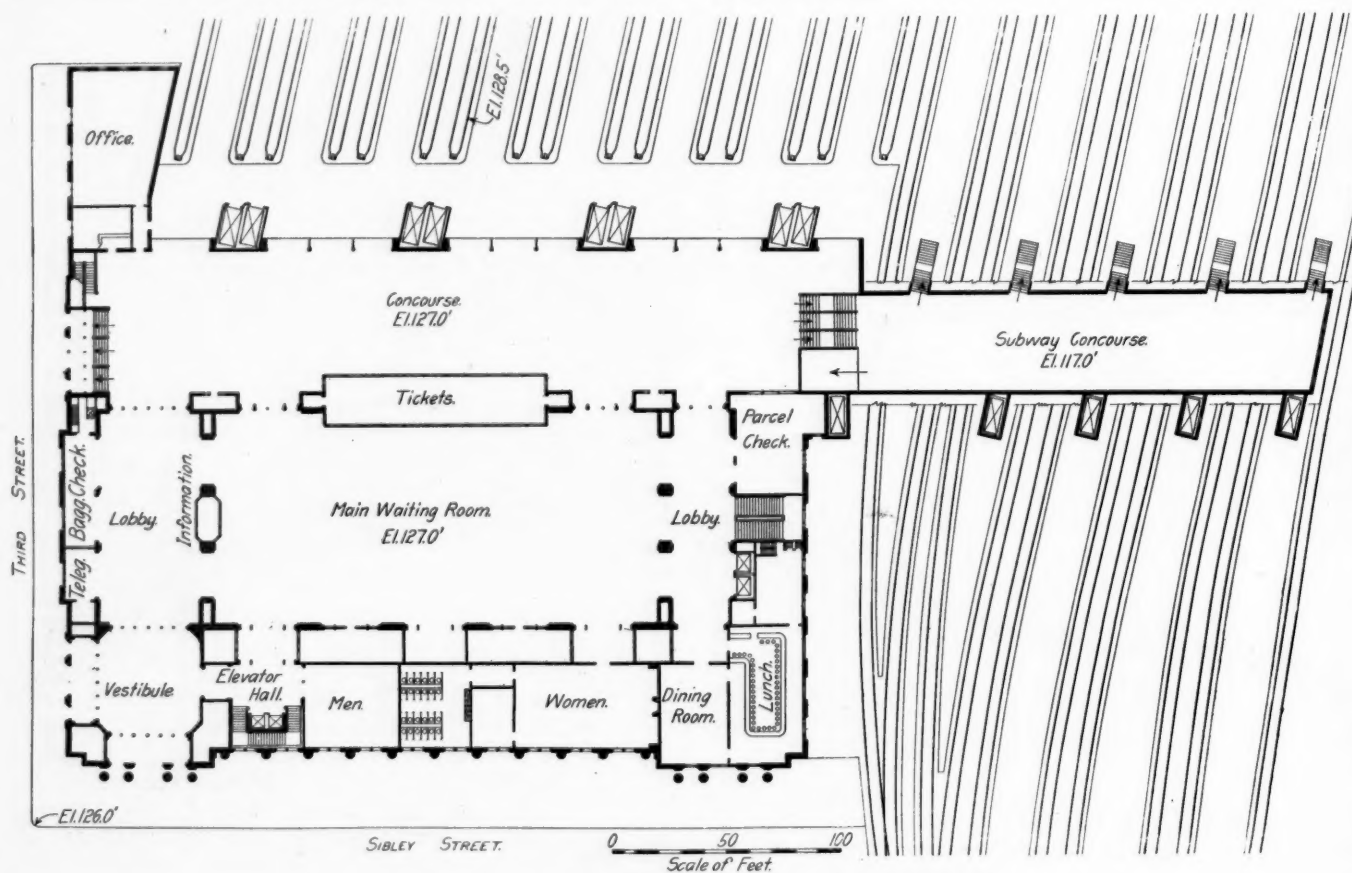 El.128.5'
Office.
Concourse.
El.127.0'
Subway Concourse.
El.117.0'
Tickets.
Parcel
Check.
THIRD STREET.
Bagg. Check.
Teleg.
Lobby.
Information.
Main Waiting Room.
El.127.0'
Lobby.
Vestibule
Elevator
Hall.
Men.
Women.
Dining
Room.
Lunch.
El.126.0'
SIBLEY STREET.
0 50 100
Scale of Feet.